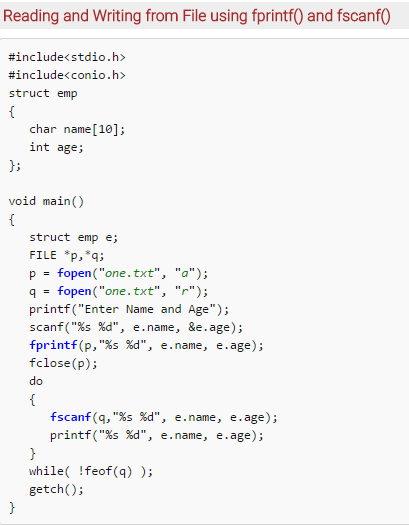 Reading and Writing from File using fprintf() and fscanf()
#include<stdio.h>
#include<conio.h>
struct emp
{
    char name[10];
    int age;
};

void main()
{
    struct emp e;
    FILE *p,*q;
    p = fopen("one.txt", "a");
    q = fopen("one.txt", "r");
    printf("Enter Name and Age");
    scanf("%s %d", e.name, &e.age);
    fprintf(p,"%s %d", e.name, e.age);
    fclose(p);
    do
    {
        fscanf(q,"%s %d", e.name, e.age);
        printf("%s %d", e.name, e.age);
    }
    while( !feof(q) );
    getch();
}